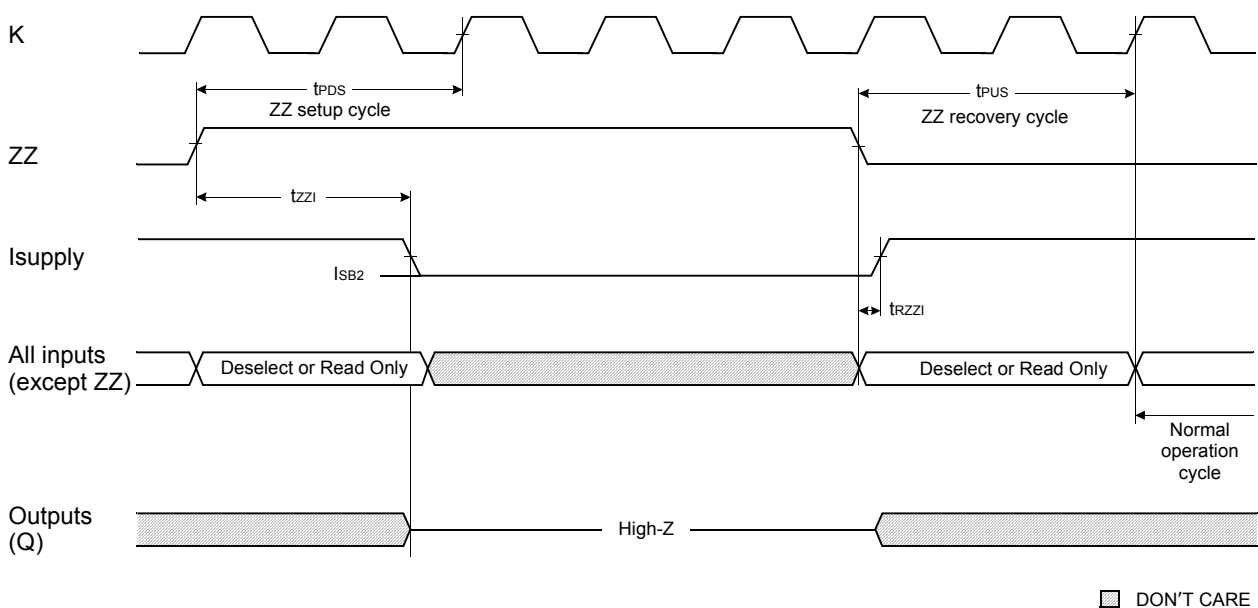 K
tPDS
ZZ setup cycle
tPUS
ZZ recovery cycle
ZZ
tZZI
Isupply
ISB2
tRZZI
All inputs
(except ZZ)
Deselect or Read Only
Deselect or Read Only
Normal
operation
cycle
Outputs
(Q)
High-Z
DON'T CARE